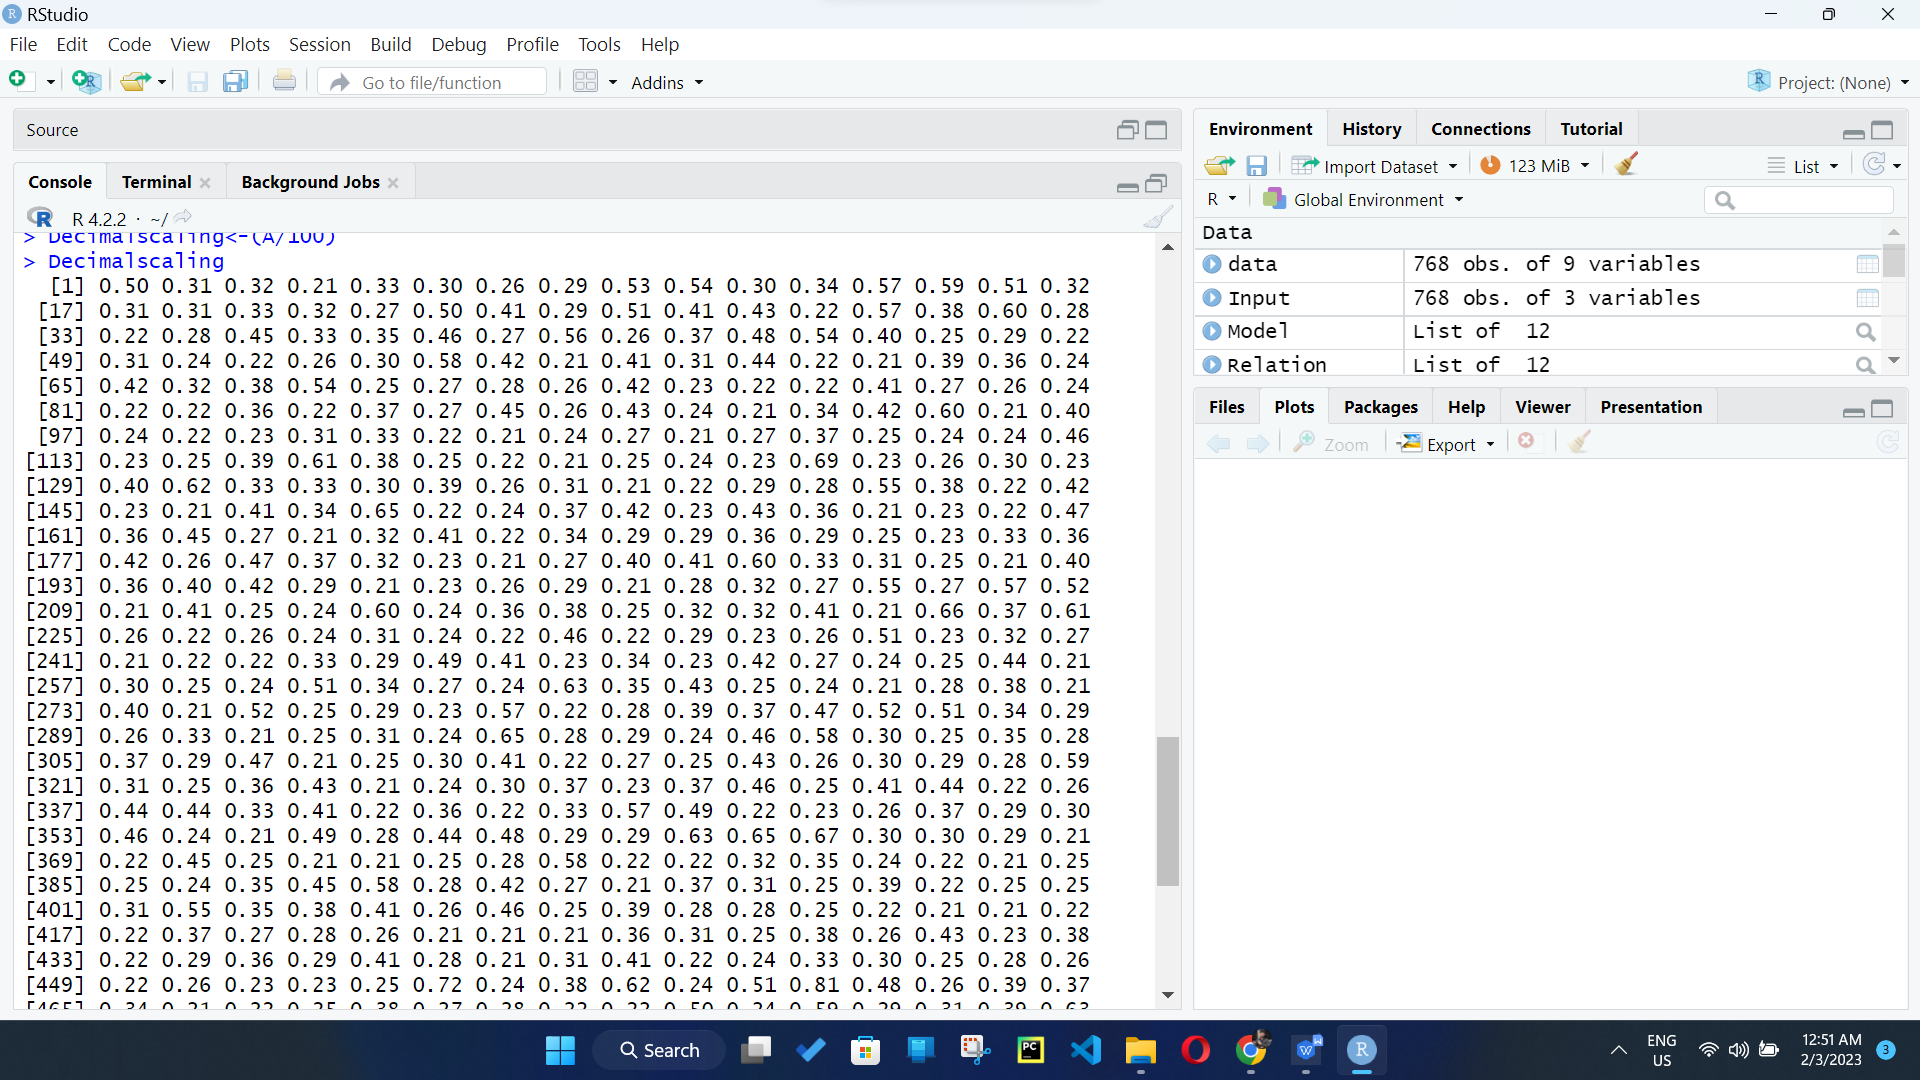 RStudio
File Edit Code View Plots Session Build Debug Profile Tools Help
Go to file/function Addins Project: (None)
Source
Console Terminal Background Jobs
R 4.2.2 · ~/
> Decimalscaling<-(A/100)
> Decimalscaling
[1] 0.50 0.31 0.32 0.21 0.33 0.30 0.26 0.29 0.53 0.54 0.30 0.34 0.57 0.59 0.51 0.32
[17] 0.31 0.31 0.33 0.32 0.27 0.50 0.41 0.29 0.51 0.41 0.43 0.22 0.57 0.38 0.60 0.28
[33] 0.22 0.28 0.45 0.33 0.35 0.46 0.27 0.56 0.26 0.37 0.48 0.54 0.40 0.25 0.29 0.22
[49] 0.31 0.24 0.22 0.26 0.30 0.58 0.42 0.21 0.41 0.31 0.44 0.22 0.21 0.39 0.36 0.24
[65] 0.42 0.32 0.38 0.54 0.25 0.27 0.28 0.26 0.42 0.23 0.22 0.22 0.41 0.27 0.26 0.24
[81] 0.22 0.22 0.36 0.22 0.37 0.27 0.45 0.26 0.43 0.24 0.21 0.34 0.42 0.60 0.21 0.40
[97] 0.24 0.22 0.23 0.31 0.33 0.22 0.21 0.24 0.27 0.21 0.27 0.37 0.25 0.24 0.24 0.46
[113] 0.23 0.25 0.39 0.61 0.38 0.25 0.22 0.21 0.25 0.24 0.23 0.69 0.23 0.26 0.30 0.23
[129] 0.40 0.62 0.33 0.33 0.30 0.39 0.26 0.31 0.21 0.22 0.29 0.28 0.55 0.38 0.22 0.42
[145] 0.23 0.21 0.41 0.34 0.65 0.22 0.24 0.37 0.42 0.23 0.43 0.36 0.21 0.23 0.22 0.47
[161] 0.36 0.45 0.27 0.21 0.32 0.41 0.22 0.34 0.29 0.29 0.36 0.29 0.25 0.23 0.33 0.36
[177] 0.42 0.26 0.47 0.37 0.32 0.23 0.21 0.27 0.40 0.41 0.60 0.33 0.31 0.25 0.21 0.40
[193] 0.36 0.40 0.42 0.29 0.21 0.23 0.26 0.29 0.21 0.28 0.32 0.27 0.55 0.27 0.57 0.52
[209] 0.21 0.41 0.25 0.24 0.60 0.24 0.36 0.38 0.25 0.32 0.32 0.41 0.21 0.66 0.37 0.61
[225] 0.26 0.22 0.26 0.24 0.31 0.24 0.22 0.46 0.22 0.29 0.23 0.26 0.51 0.23 0.32 0.27
[241] 0.21 0.22 0.22 0.33 0.29 0.49 0.41 0.23 0.34 0.23 0.42 0.27 0.24 0.25 0.44 0.21
[257] 0.30 0.25 0.24 0.51 0.34 0.27 0.24 0.63 0.35 0.43 0.25 0.24 0.21 0.28 0.38 0.21
[273] 0.40 0.21 0.52 0.25 0.29 0.23 0.57 0.22 0.28 0.39 0.37 0.47 0.52 0.51 0.34 0.29
[289] 0.26 0.33 0.21 0.25 0.31 0.24 0.65 0.28 0.29 0.24 0.46 0.58 0.30 0.25 0.35 0.28
[305] 0.37 0.29 0.47 0.21 0.25 0.30 0.41 0.22 0.27 0.25 0.43 0.26 0.30 0.29 0.28 0.59
[321] 0.31 0.25 0.36 0.43 0.21 0.24 0.30 0.37 0.23 0.37 0.46 0.25 0.41 0.44 0.22 0.26
[337] 0.44 0.44 0.33 0.41 0.22 0.36 0.22 0.33 0.57 0.49 0.22 0.23 0.26 0.37 0.29 0.30
[353] 0.46 0.24 0.21 0.49 0.28 0.44 0.48 0.29 0.29 0.63 0.65 0.67 0.30 0.30 0.29 0.21
[369] 0.22 0.45 0.25 0.21 0.21 0.25 0.28 0.58 0.22 0.22 0.32 0.35 0.24 0.22 0.21 0.25
[385] 0.25 0.24 0.35 0.45 0.58 0.28 0.42 0.27 0.21 0.37 0.31 0.25 0.39 0.22 0.25 0.25
[401] 0.31 0.55 0.35 0.38 0.41 0.26 0.46 0.25 0.39 0.28 0.28 0.25 0.22 0.21 0.21 0.22
[417] 0.22 0.37 0.27 0.28 0.26 0.21 0.21 0.21 0.36 0.31 0.25 0.38 0.26 0.43 0.23 0.38
[433] 0.22 0.29 0.36 0.29 0.41 0.28 0.21 0.31 0.41 0.22 0.24 0.33 0.30 0.25 0.28 0.26
[449] 0.22 0.26 0.23 0.23 0.25 0.72 0.24 0.38 0.62 0.24 0.51 0.81 0.48 0.26 0.39 0.37
Environment History Connections Tutorial
Import Dataset 123 MiB List
R Global Environment
Data
data 768 obs. of 9 variables
Input 768 obs. of 3 variables
Model List of 12
Relation List of 12
Files Plots Packages Help Viewer Presentation
Zoom Export
Search
PC
R
ENG
US
12:51 AM
2/3/2023
3